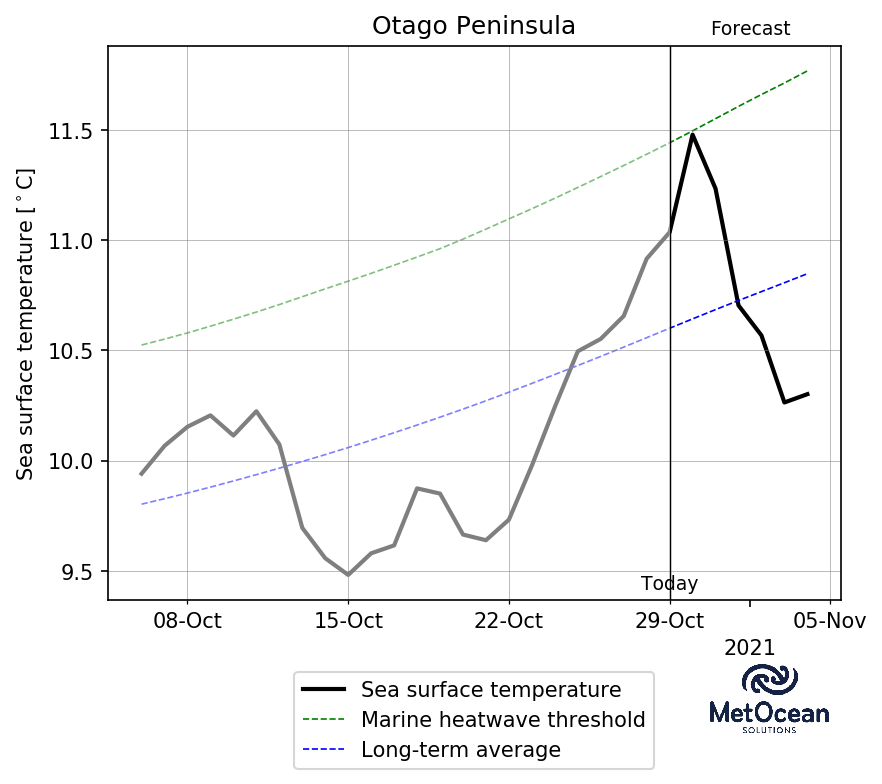 Otago Peninsula
Forecast
Sea surface temperature [°C]
11.5
11.0
10.5
10.0
9.5
Today
08-Oct 15-Oct 22-Oct 29-Oct 05-Nov
2021
Sea surface temperature
Marine heatwave threshold
Long-term average
MetOcean
SOLUTIONS